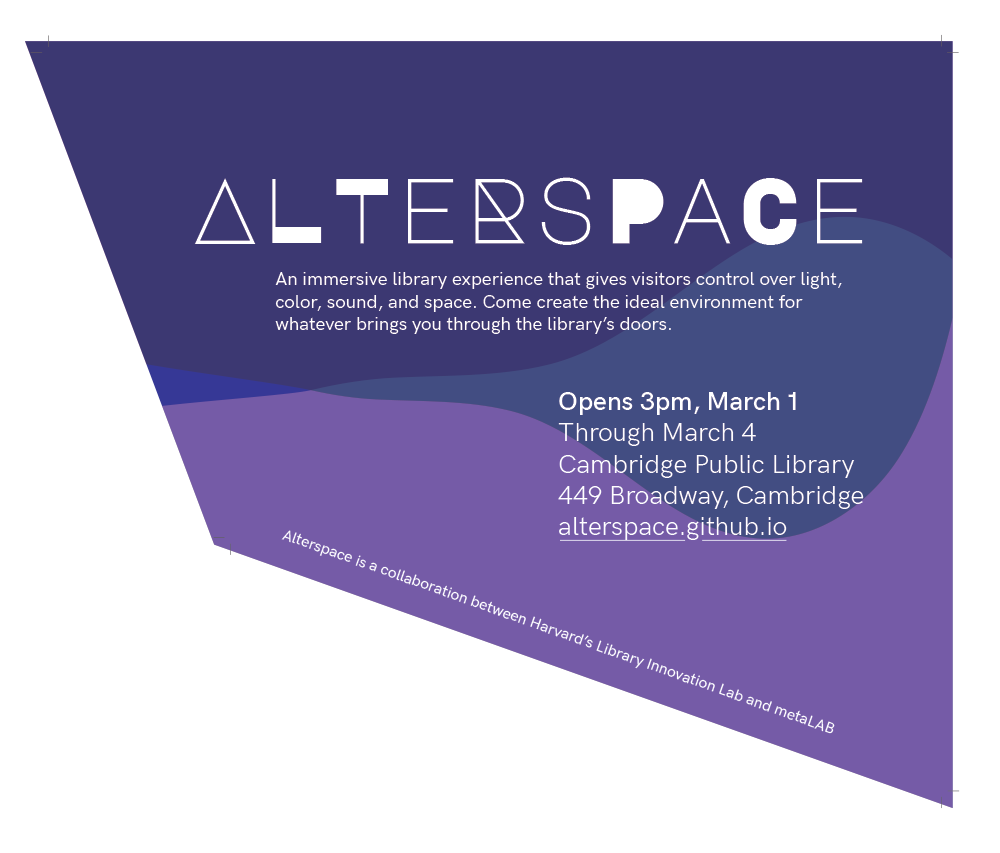 ALTERSPACE
An immersive library experience that gives visitors control over light,
color, sound, and space. Come create the ideal environment for
whatever brings you through the library’s doors.
Opens 3pm, March 1
Through March 4
Cambridge Public Library
449 Broadway, Cambridge
alterspace.github.io
Alterspace is a collaboration between Harvard’s Library Innovation Lab and metaLAB